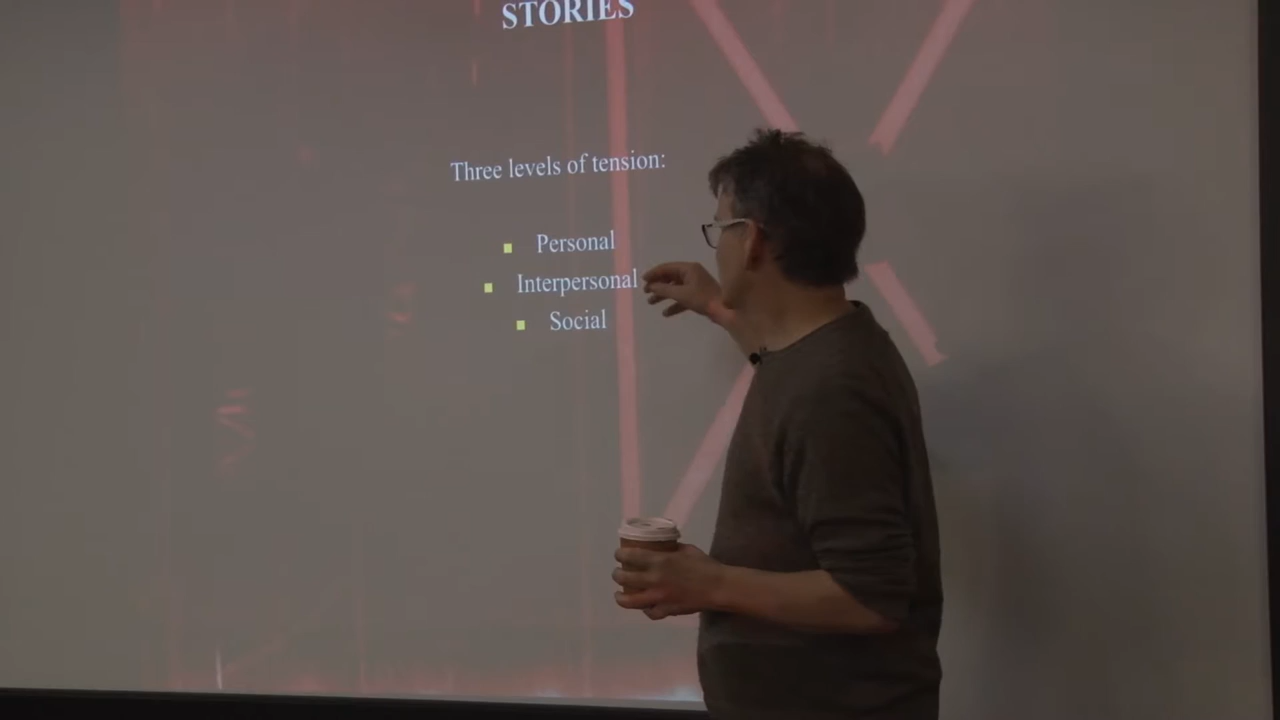 STORIES
Three levels of tension:
Personal
Interpersonal
Social